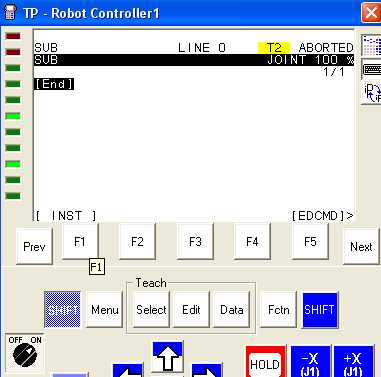 TP - Robot Controller1
SUB LINE 0 T2 ABORTED
SUB JOINT 100 %
1/1
[End]
[ INST ] [EDCMD]>
Prev F1 F2 F3 F4 F5 Next
F1
Teach
SHIFT Menu Select Edit Data Fctn SHIFT
OFF ON
HOLD -X (J1) +X (J1)